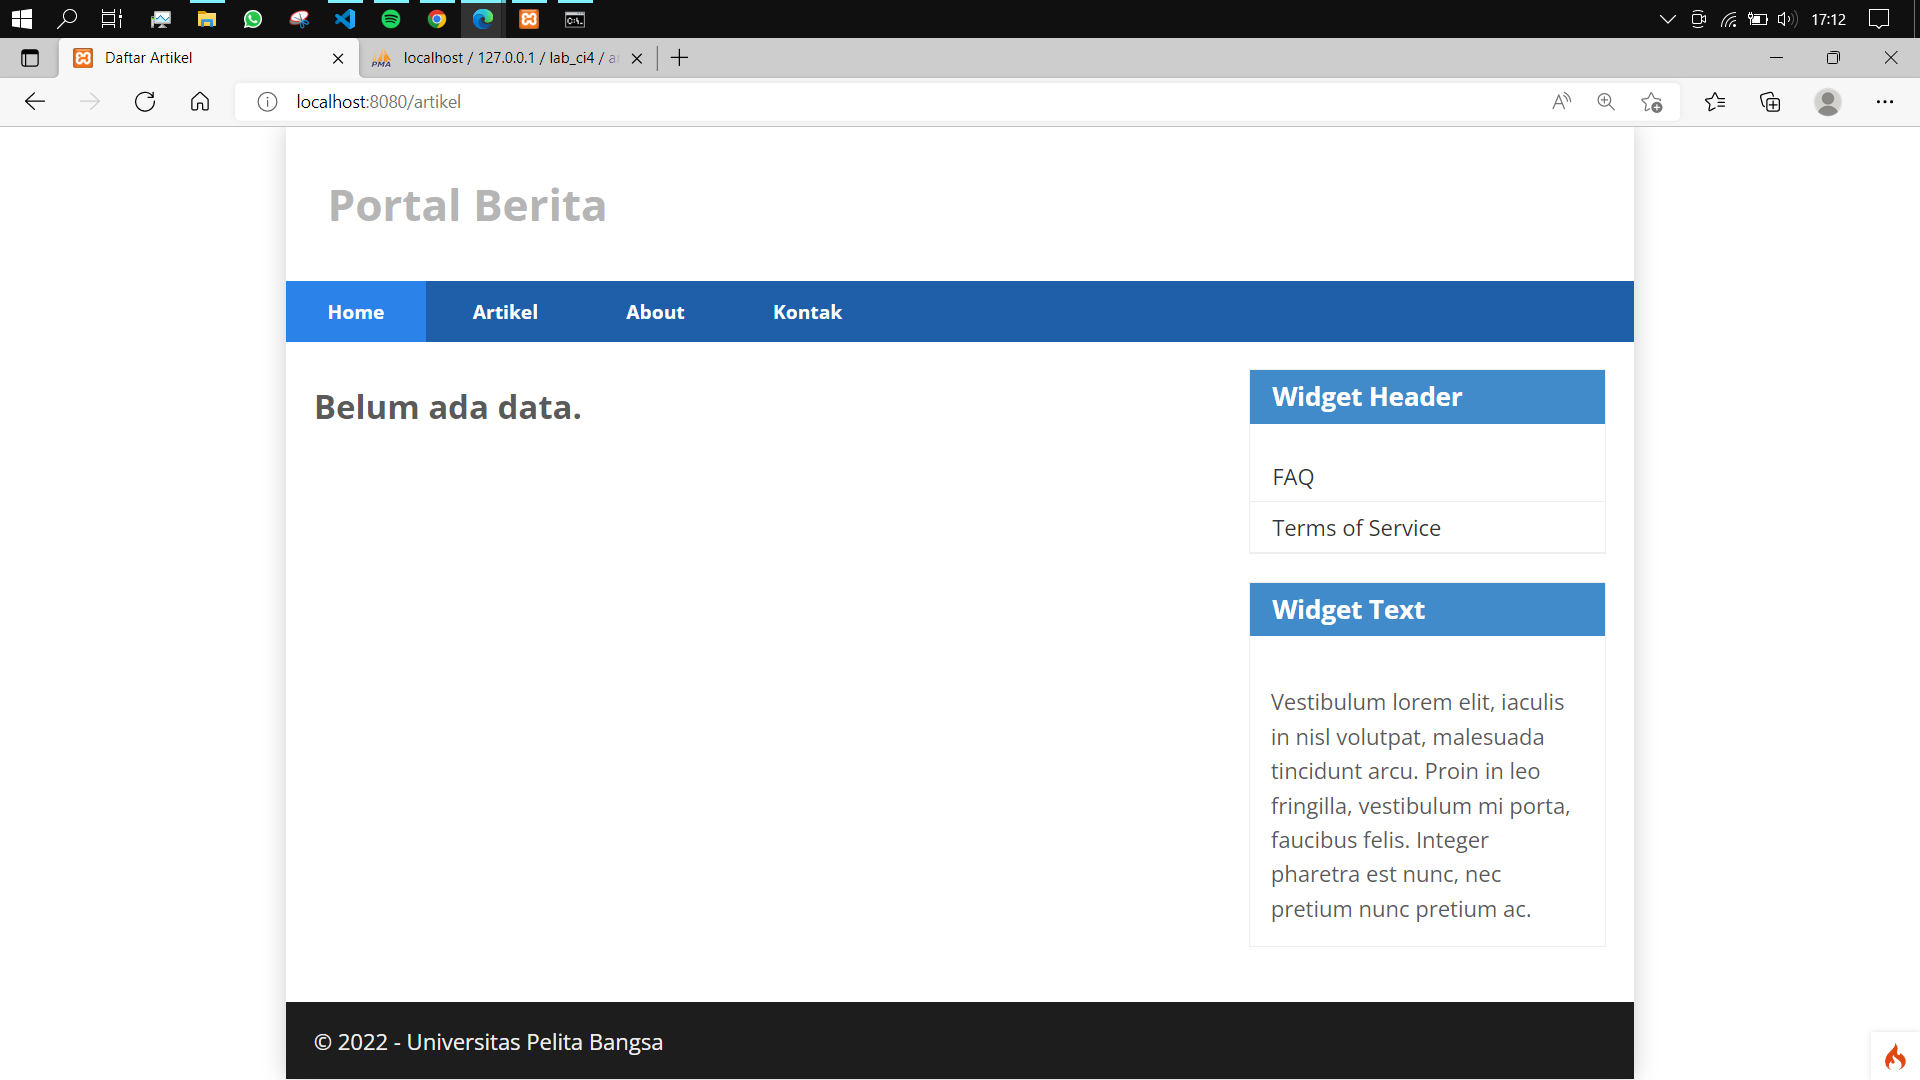 17:12
Daftar Artikel
localhost / 127.0.0.1 / lab_ci4 / ar
localhost:8080/artikel
Portal Berita
Home Artikel About Kontak
Belum ada data.
Widget Header
FAQ
Terms of Service
Widget Text
Vestibulum lorem elit, iaculis
in nisl volutpat, malesuada
tincidunt arcu. Proin in leo
fringilla, vestibulum mi porta,
faucibus felis. Integer
pharetra est nunc, nec
pretium nunc pretium ac.
© 2022 - Universitas Pelita Bangsa